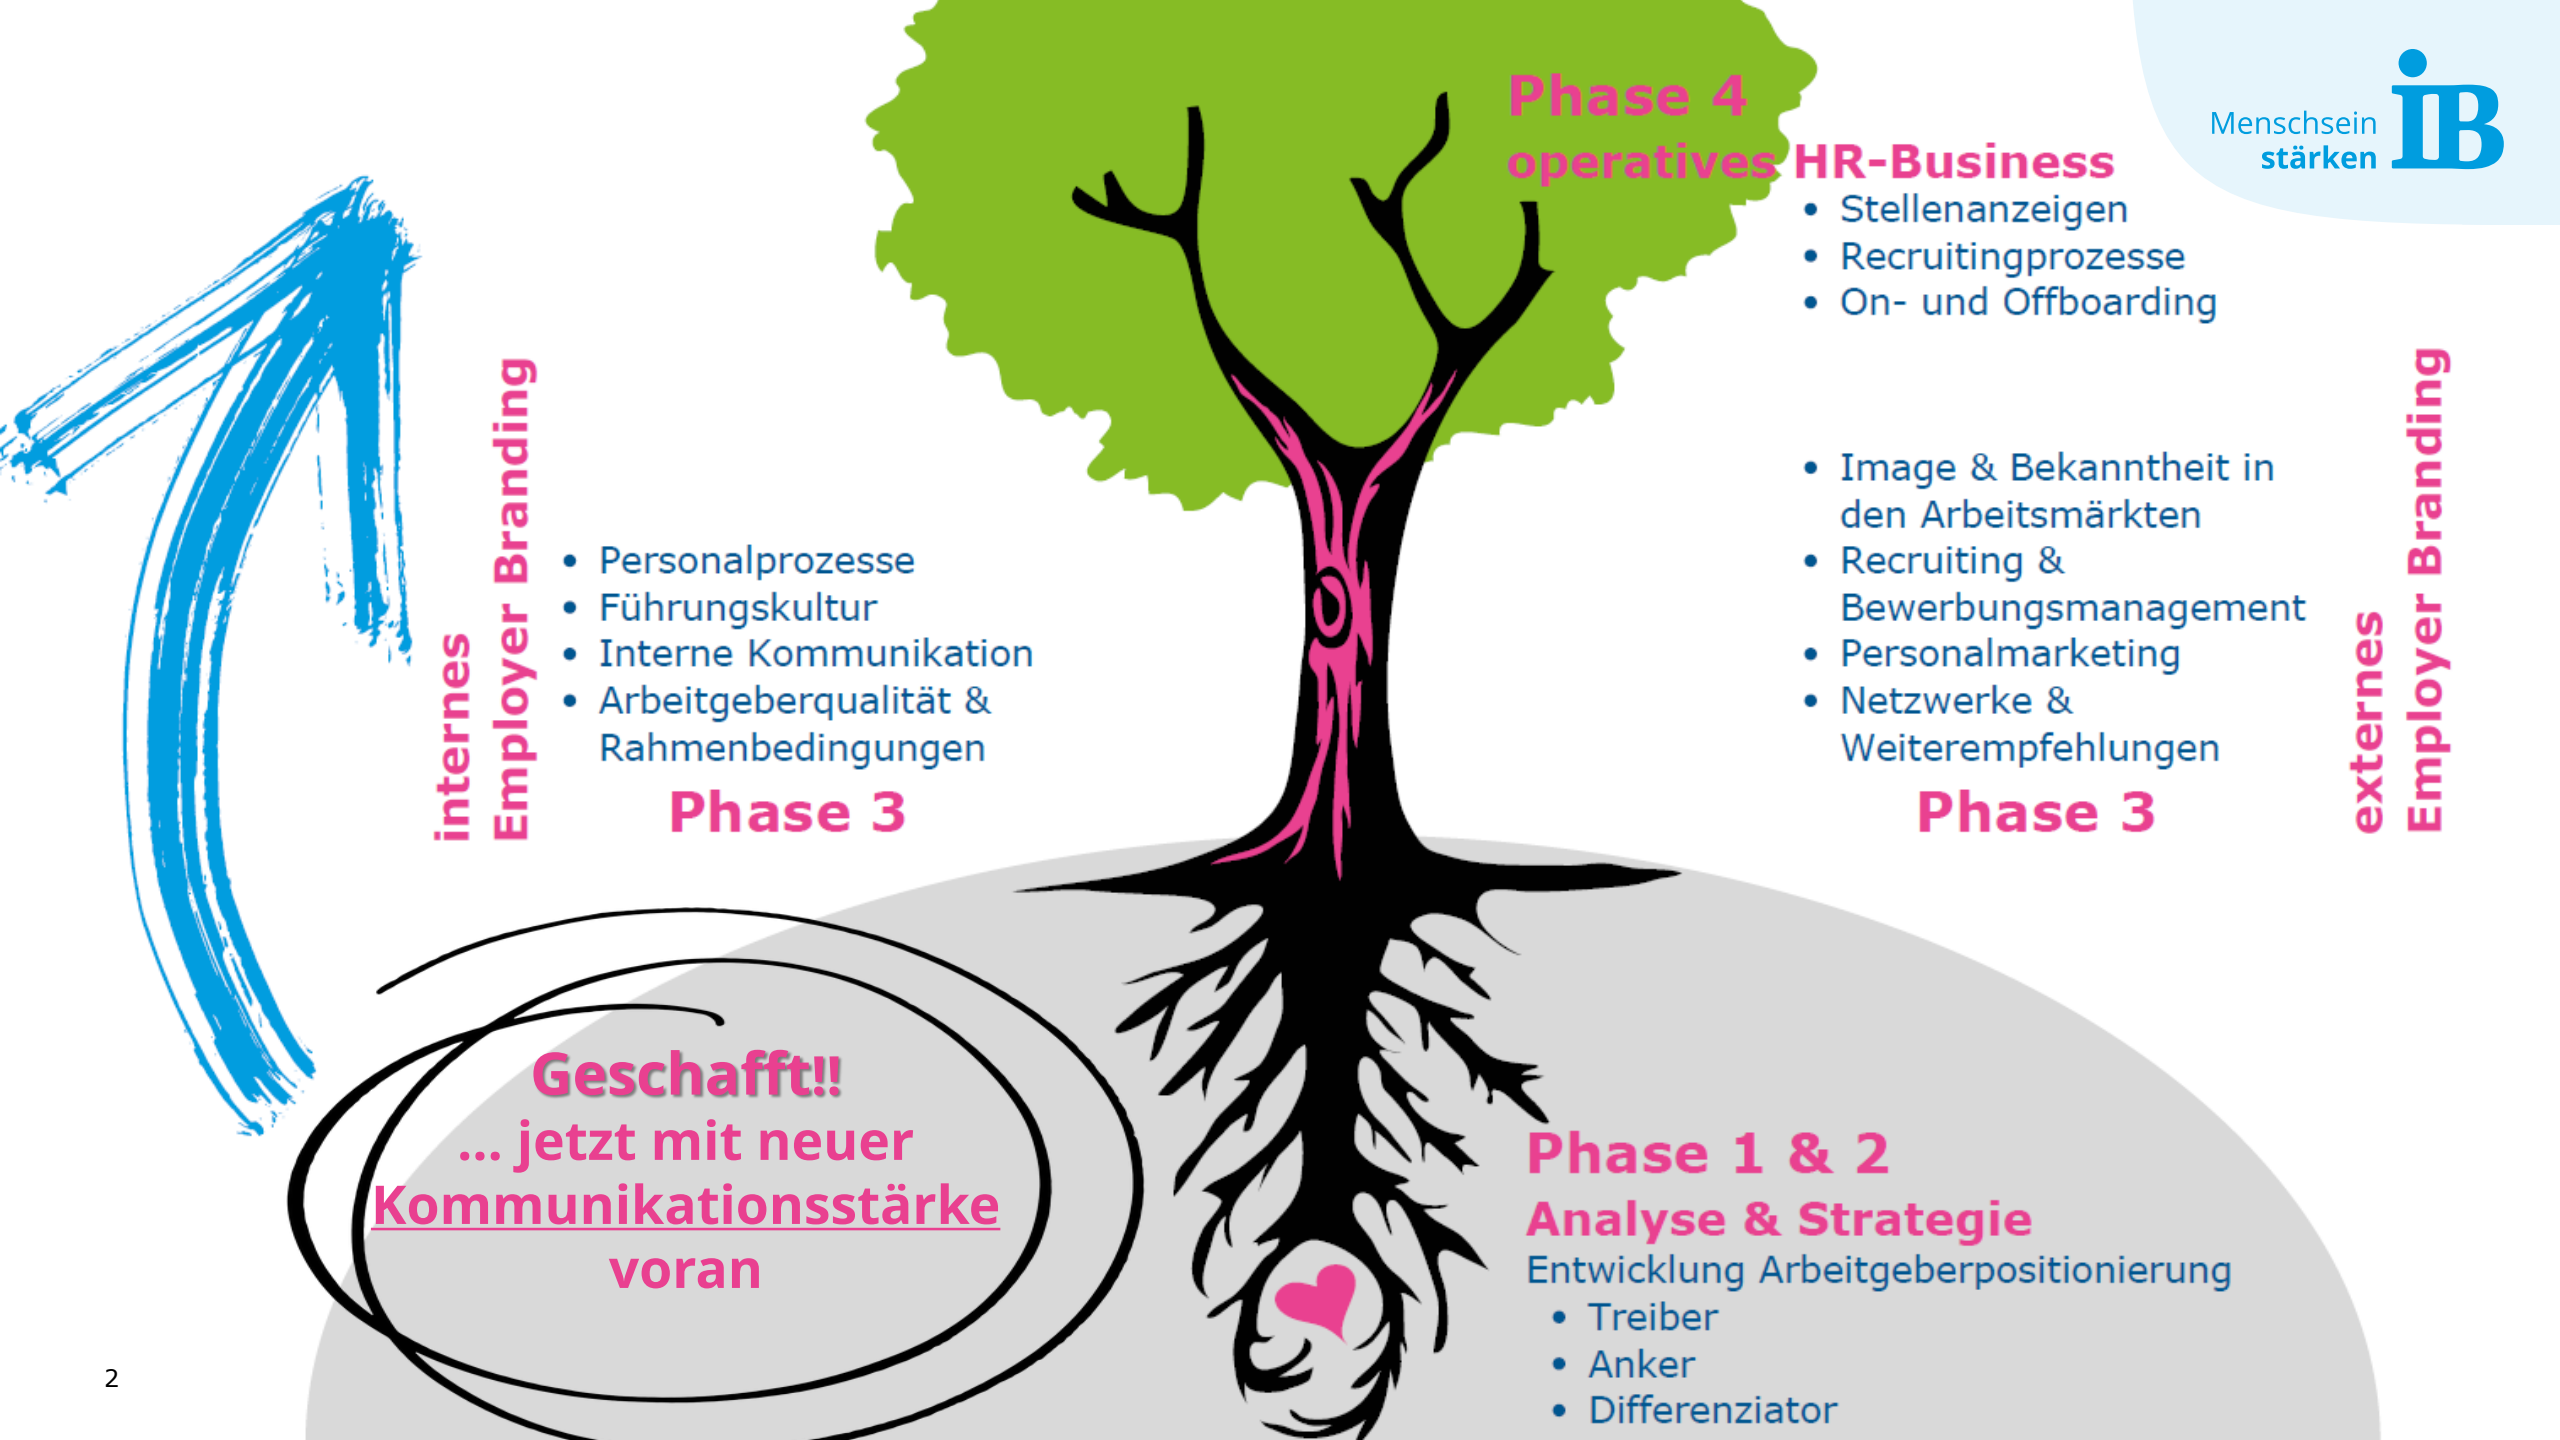 Menschsein
stärken
iB
Phase 4
operatives HR-Business
• Stellenanzeigen
• Recruitingprozesse
• On- und Offboarding
internes
Employer Branding
• Personalprozesse
• Führungskultur
• Interne Kommunikation
• Arbeitgeberqualität &
Rahmenbedingungen
Phase 3
• Image & Bekanntheit in
den Arbeitsmärkten
• Recruiting &
Bewerbungsmanagement
• Personalmarketing
• Netzwerke &
Weiterempfehlungen
Phase 3
externes
Employer Branding
Geschafft!!
... jetzt mit neuer
Kommunikationsstärke
voran
Phase 1 & 2
Analyse & Strategie
Entwicklung Arbeitgeberpositionierung
• Treiber
• Anker
• Differenziator
2